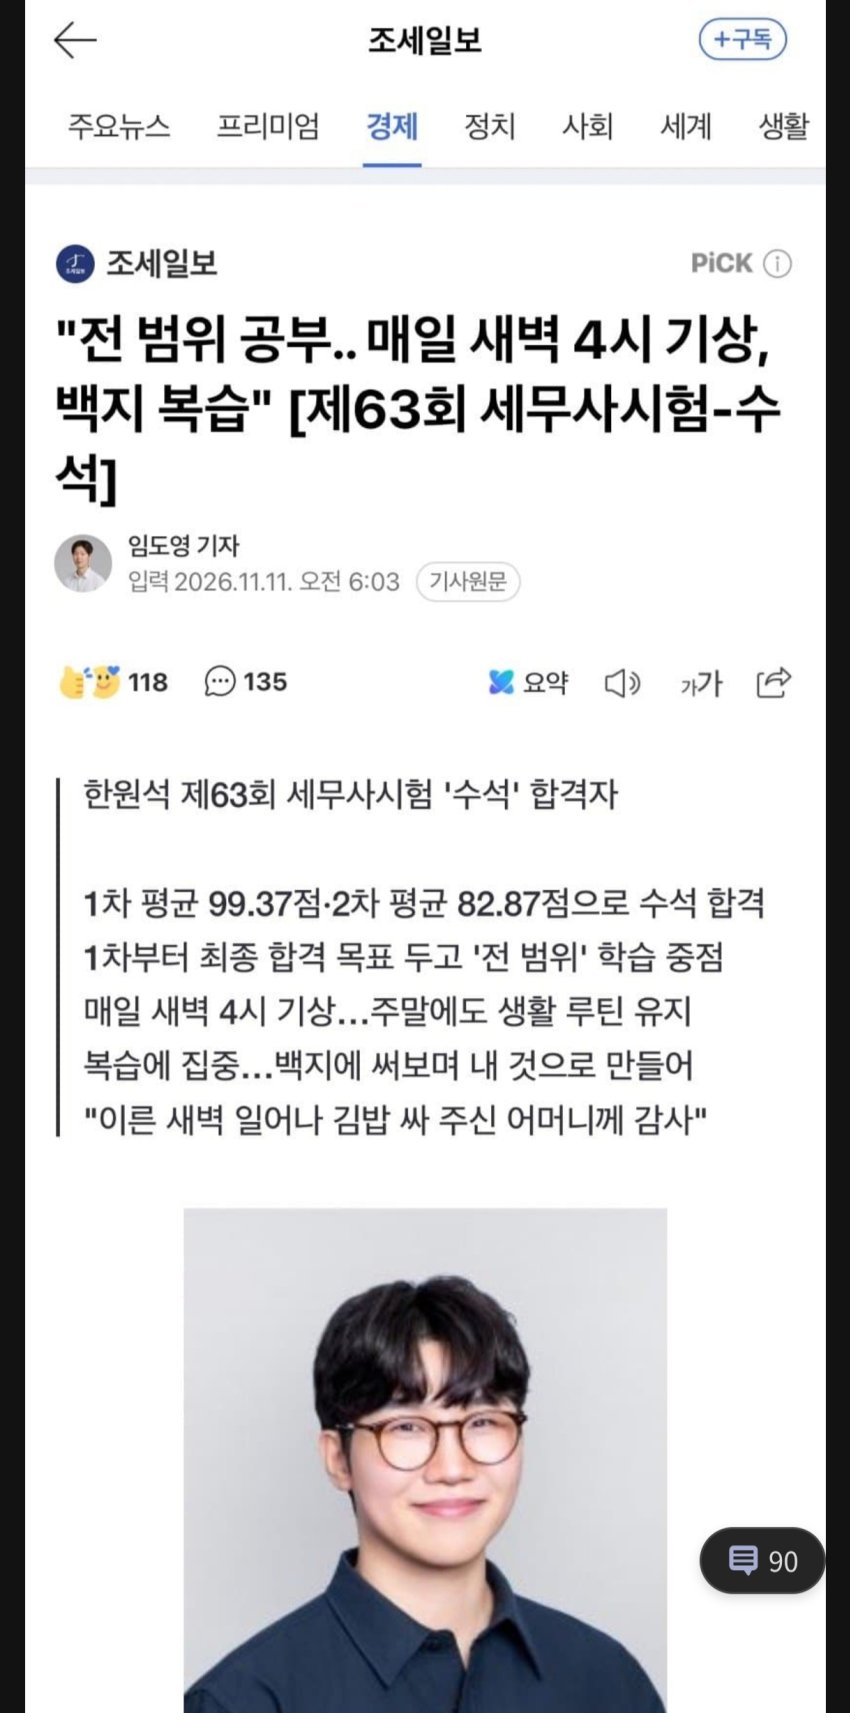 조세일보
+구독
주요뉴스 프리미엄 경제 정치 사회 세계 생활
조세일보
조세일보
PiCK
"전 범위 공부.. 매일 새벽 4시 기상,
백지 복습" [제63회 세무사시험-수
석]
임도영 기자
입력 2026.11.11. 오전 6:03 기사원문
118 135 요약 가가
한원석 제63회 세무사시험 '수석' 합격자
1차 평균 99.37점·2차 평균 82.87점으로 수석 합격
1차부터 최종 합격 목표 두고 '전 범위' 학습 중점
매일 새벽 4시 기상...주말에도 생활 루틴 유지
복습에 집중...백지에 써보며 내 것으로 만들어
"이른 새벽 일어나 김밥 싸 주신 어머니께 감사"
90